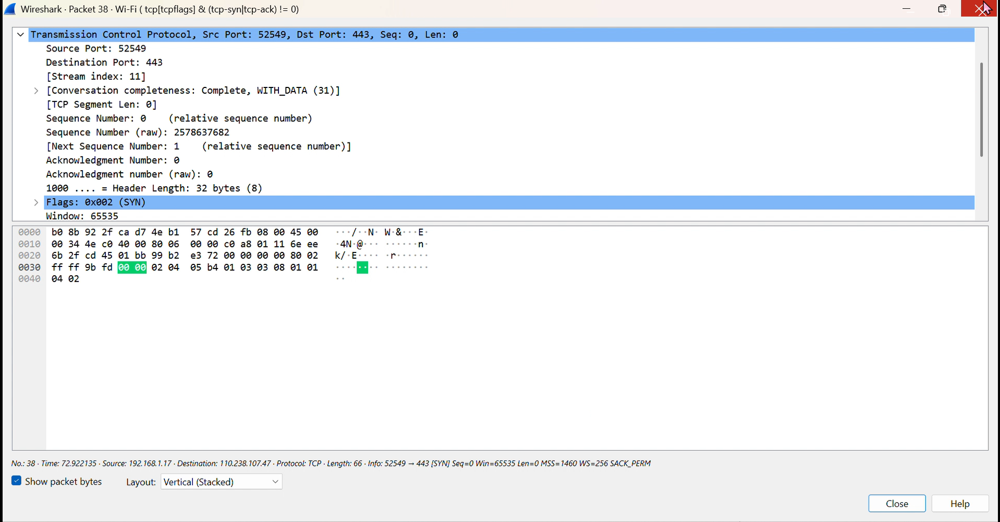 Wireshark · Packet 38 · Wi-Fi ( tcp[tcpflags] & (tcp-syn|tcp-ack) != 0)
Transmission Control Protocol, Src Port: 52549, Dst Port: 443, Seq: 0, Len: 0
Source Port: 52549
Destination Port: 443
[Stream index: 11]
[Conversation completeness: Complete, WITH_DATA (31)]
[TCP Segment Len: 0]
Sequence Number: 0    (relative sequence number)
Sequence Number (raw): 2578637682
[Next Sequence Number: 1    (relative sequence number)]
Acknowledgment Number: 0
Acknowledgment number (raw): 0
1000 .... = Header Length: 32 bytes (8)
Flags: 0x002 (SYN)
Window: 65535
0000  b0 8b 92 2f ca d7 4e b1  57 cd 26 fb 08 00 45 00   ···/··N· W·&···E·
0010  00 34 4e c0 40 00 80 06  00 00 c0 a8 01 11 6e ee   ·4N·@··· ······n·
0020  6b 2f cd 45 01 bb 99 b2  e3 72 00 00 00 00 80 02   k/·E···· ·r······
0030  ff ff 9b fd 00 00 02 04  05 b4 01 03 03 08 01 01   ········ ········
0040  04 02   ··
No.: 38 · Time: 72.922135 · Source: 192.168.1.17 · Destination: 110.238.107.47 · Protocol: TCP · Length: 66 · Info: 52549 → 443 [SYN] Seq=0 Win=65535 Len=0 MSS=1460 WS=256 SACK_PERM
Show packet bytes Layout: Vertical (Stacked)
Close Help